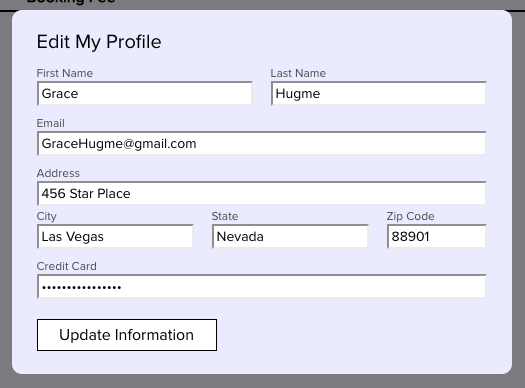 Booking Fee
Edit My Profile
First Name Last Name
Grace Hugme
Email
GraceHugme@gmail.com
Address
456 Star Place
City State Zip Code
Las Vegas Nevada 88901
Credit Card
••••••••••••••••
Update Information